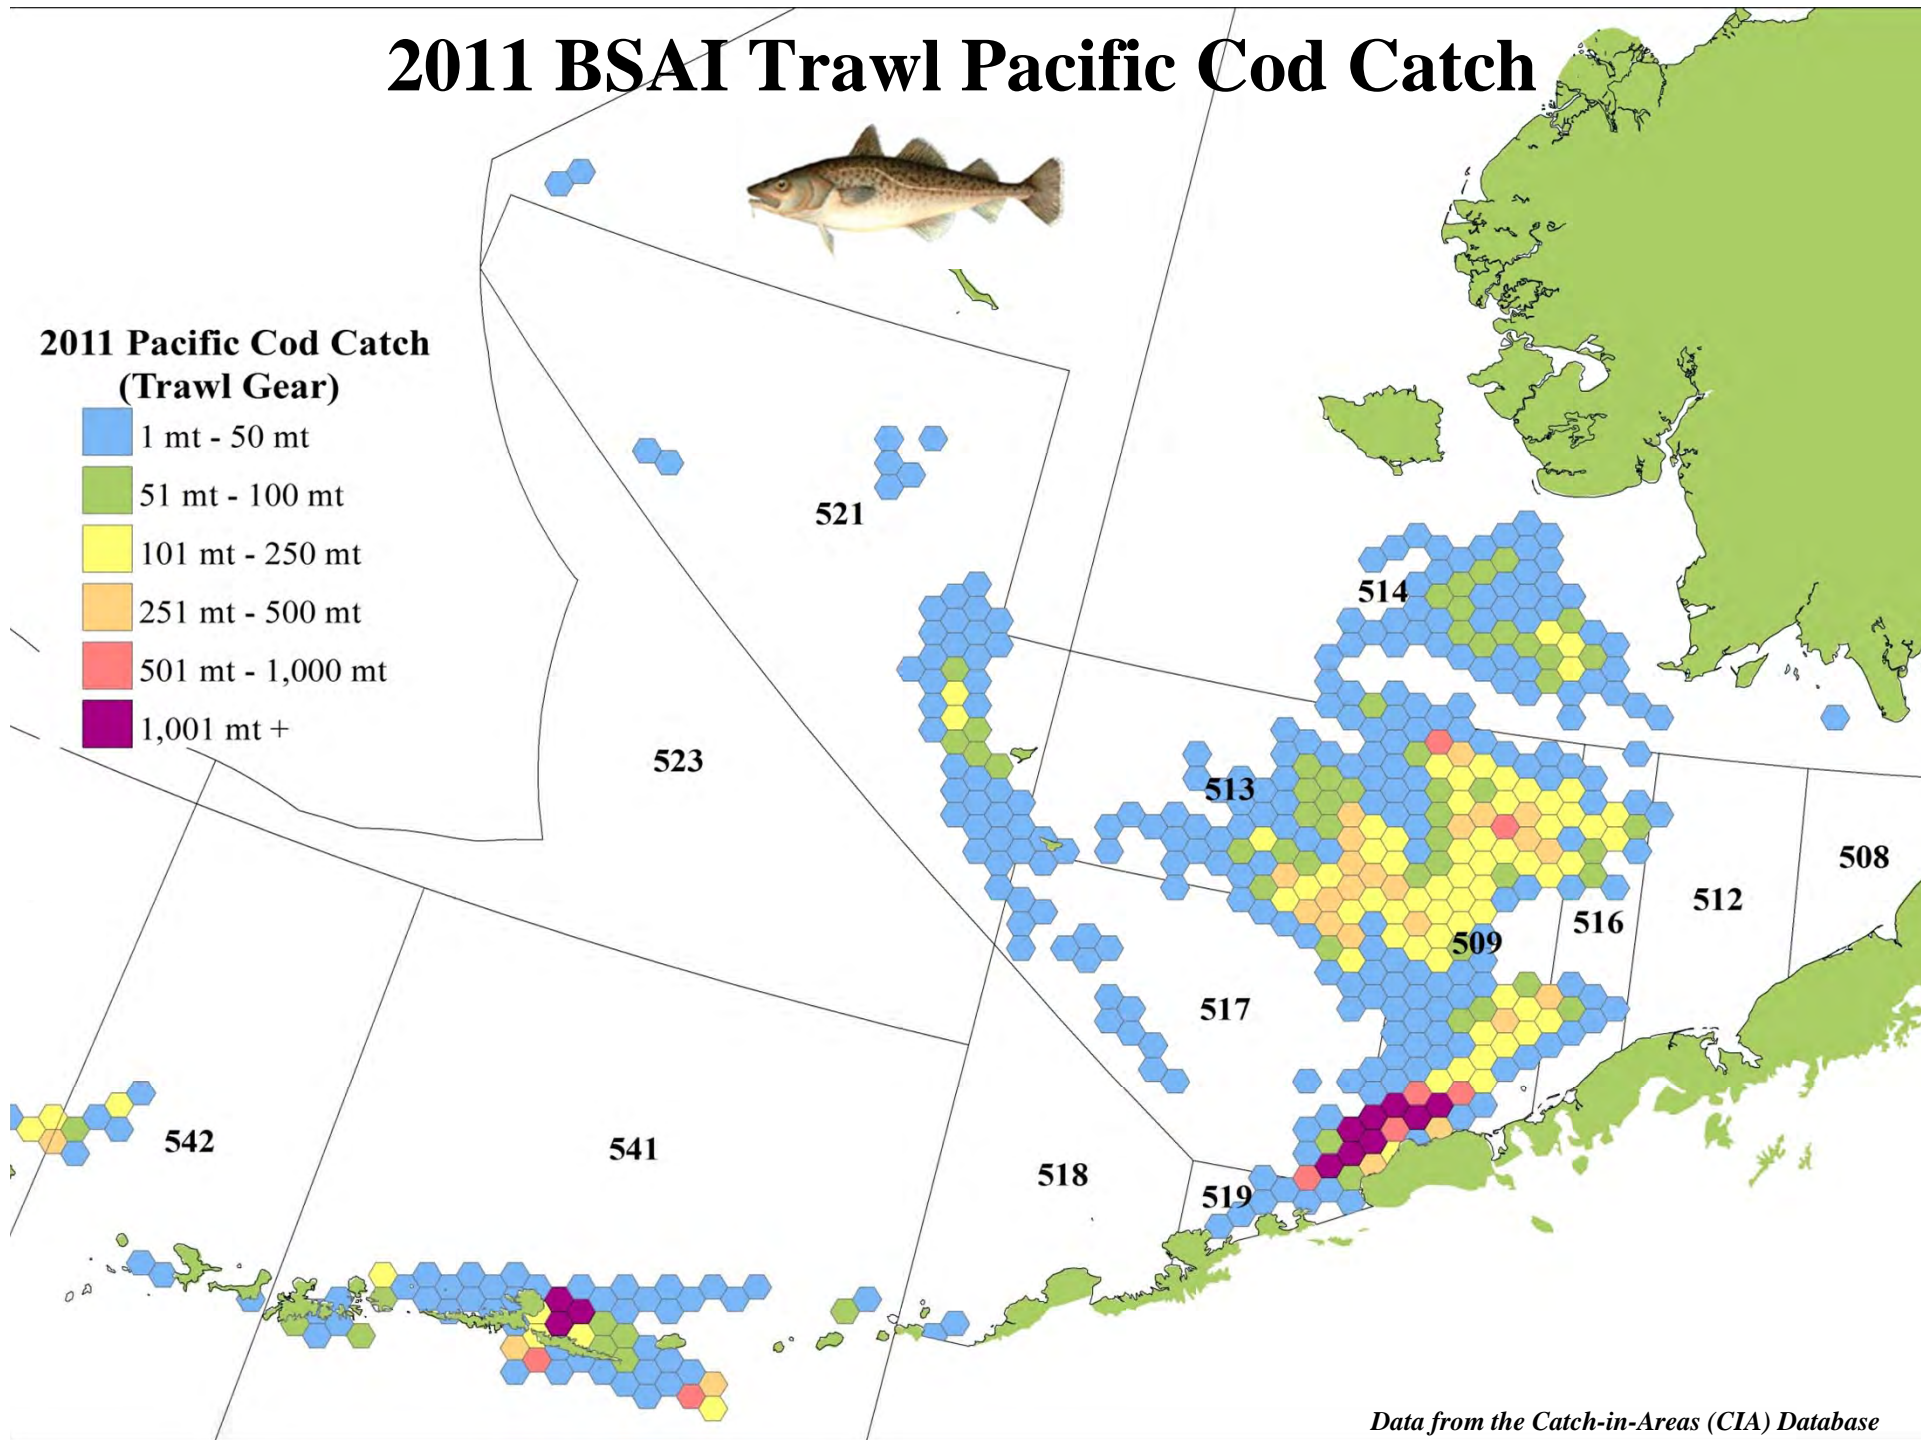 2011 BSAI Trawl Pacific Cod Catch
2011 Pacific Cod Catch
(Trawl Gear)
1 mt - 50 mt
51 mt - 100 mt
101 mt - 250 mt
251 mt - 500 mt
501 mt - 1,000 mt
1,001 mt +
521
514
523
513
508
512
516
509
517
542
541
518
519
Data from the Catch-in-Areas (CIA) Database